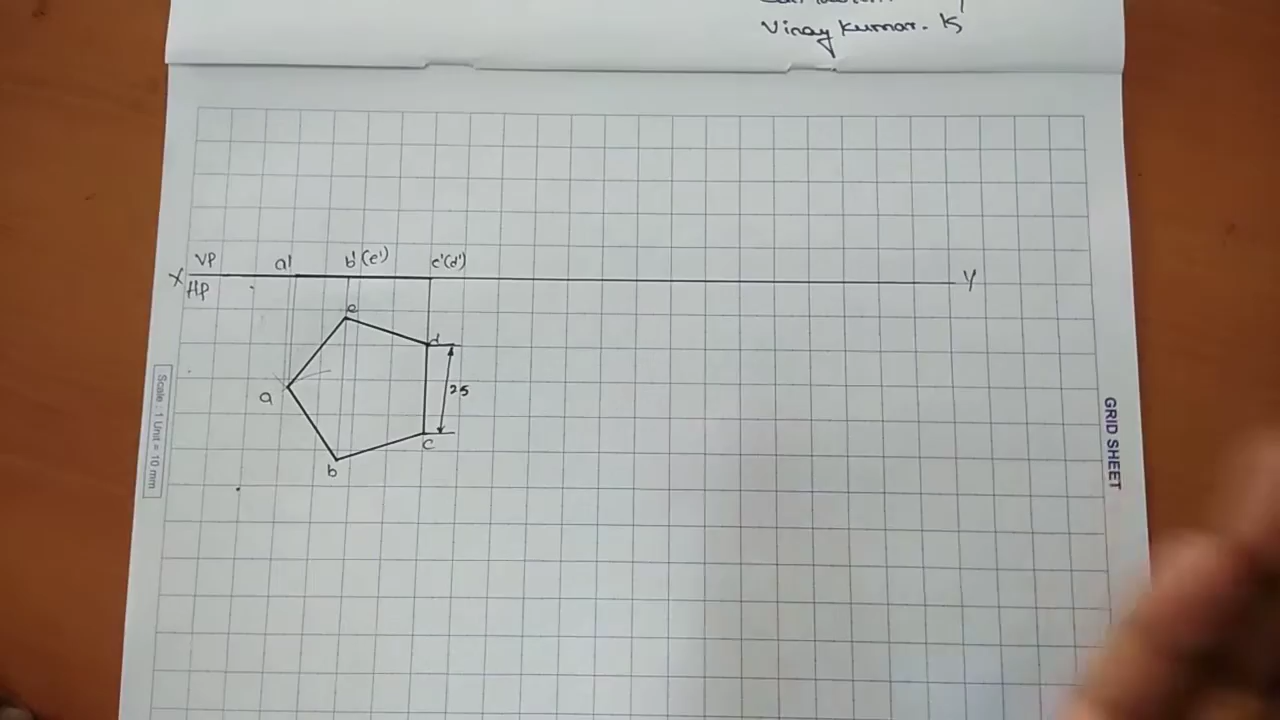 Vinay Kumar. K
VP a' b'(e') c'(d')
X Y
HP
e
d
a 25
c
b
Scale : 1 Unit = 10 mm
GRID SHEET